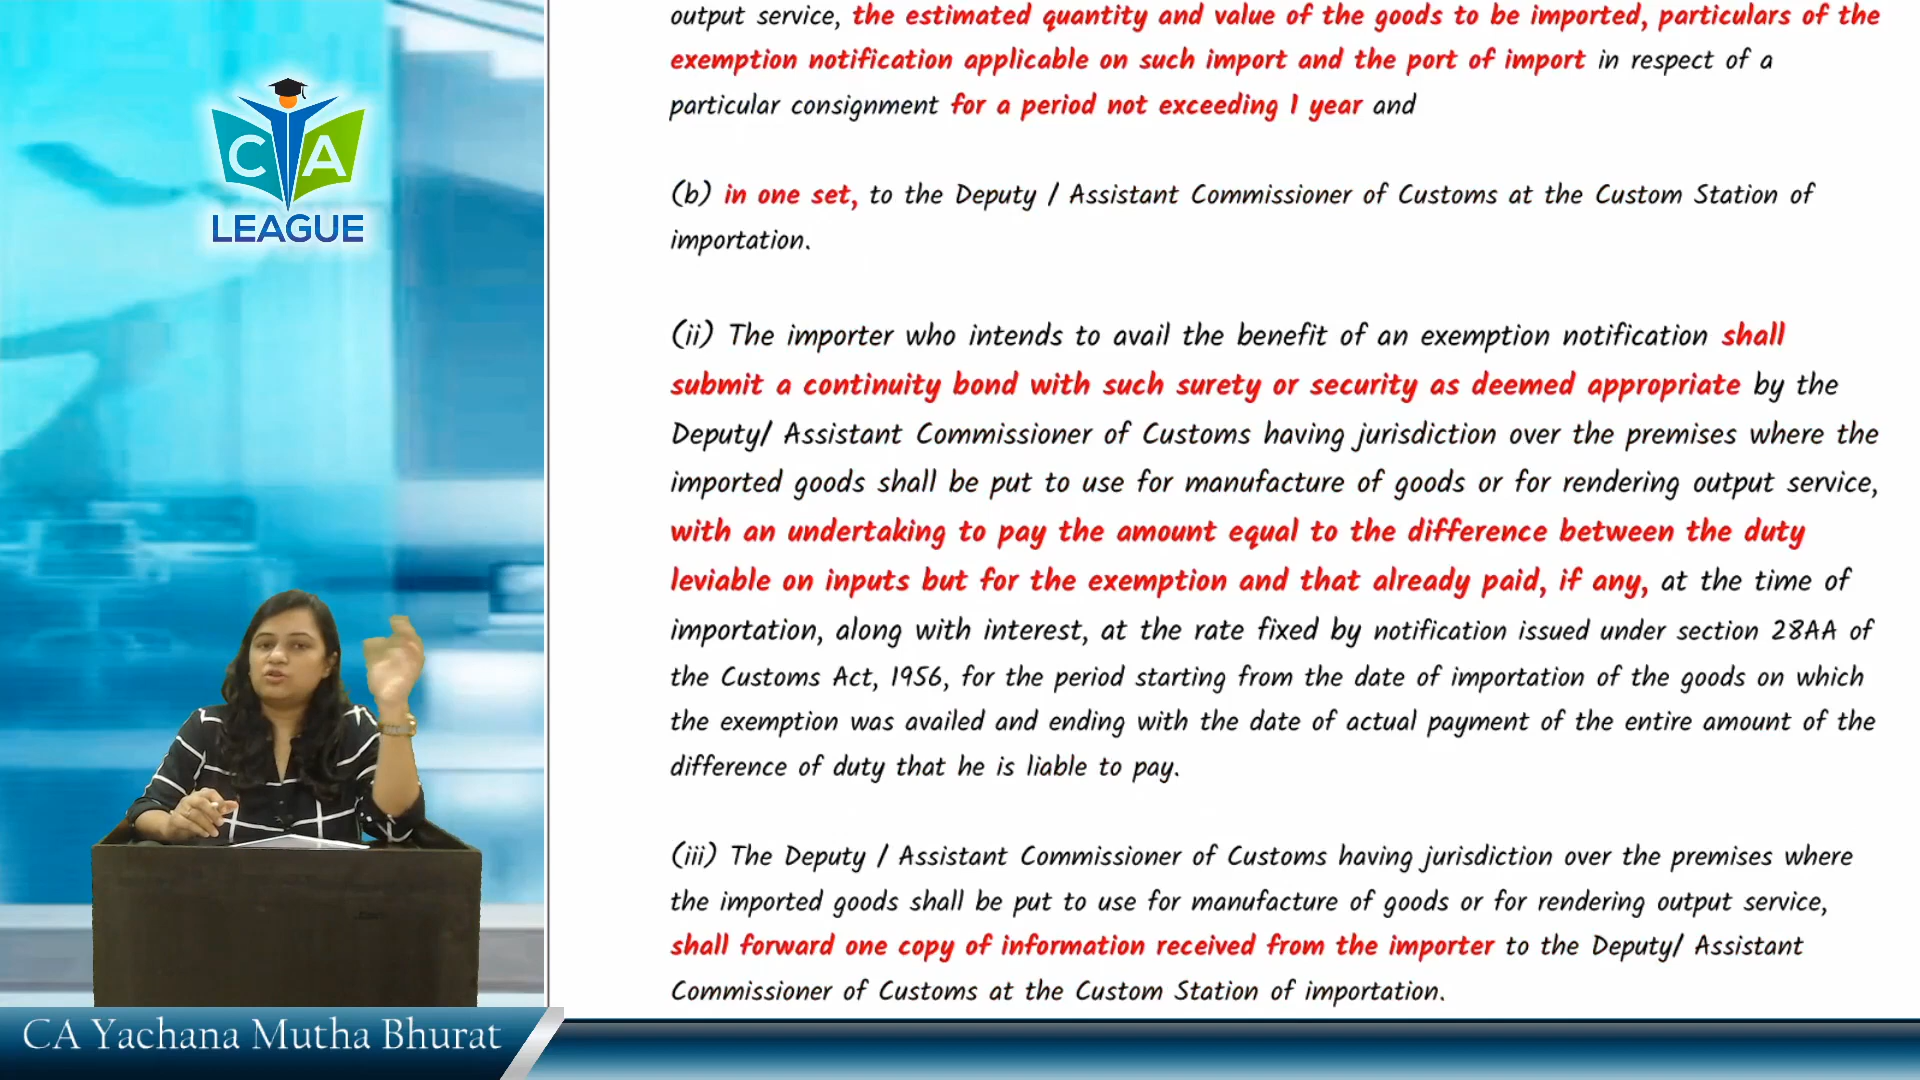 C A
LEAGUE
output service, the estimated quantity and value of the goods to be imported, particulars of the
exemption notification applicable on such import and the port of import in respect of a
particular consignment for a period not exceeding 1 year and
(b) in one set, to the Deputy / Assistant Commissioner of Customs at the Custom Station of
importation.
(ii) The importer who intends to avail the benefit of an exemption notification shall
submit a continuity bond with such surety or security as deemed appropriate by the
Deputy/ Assistant Commissioner of Customs having jurisdiction over the premises where the
imported goods shall be put to use for manufacture of goods or for rendering output service,
with an undertaking to pay the amount equal to the difference between the duty
leviable on inputs but for the exemption and that already paid, if any, at the time of
importation, along with interest, at the rate fixed by notification issued under section 28AA of
the Customs Act, 1956, for the period starting from the date of importation of the goods on which
the exemption was availed and ending with the date of actual payment of the entire amount of the
difference of duty that he is liable to pay.
(iii) The Deputy / Assistant Commissioner of Customs having jurisdiction over the premises where
the imported goods shall be put to use for manufacture of goods or for rendering output service,
shall forward one copy of information received from the importer to the Deputy/ Assistant
Commissioner of Customs at the Custom Station of importation.
CA Yachana Mutha Bhurat